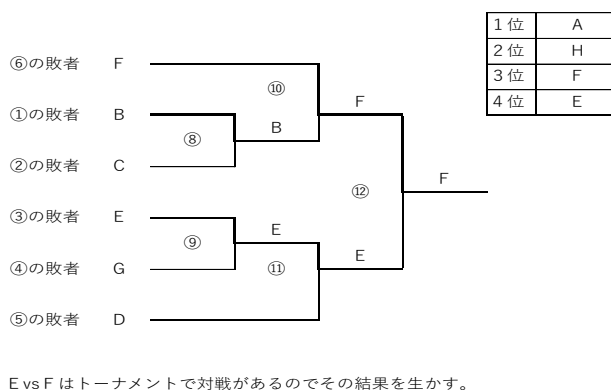 1位 A
2位 H
3位 F
4位 E
⑥の敗者 F
⑩
F
①の敗者 B
⑧
B
②の敗者 C
⑫
F
③の敗者 E
⑨
E
④の敗者 G
⑪
E
⑤の敗者 D
E vs F はトーナメントで対戦があるのでその結果を生かす。